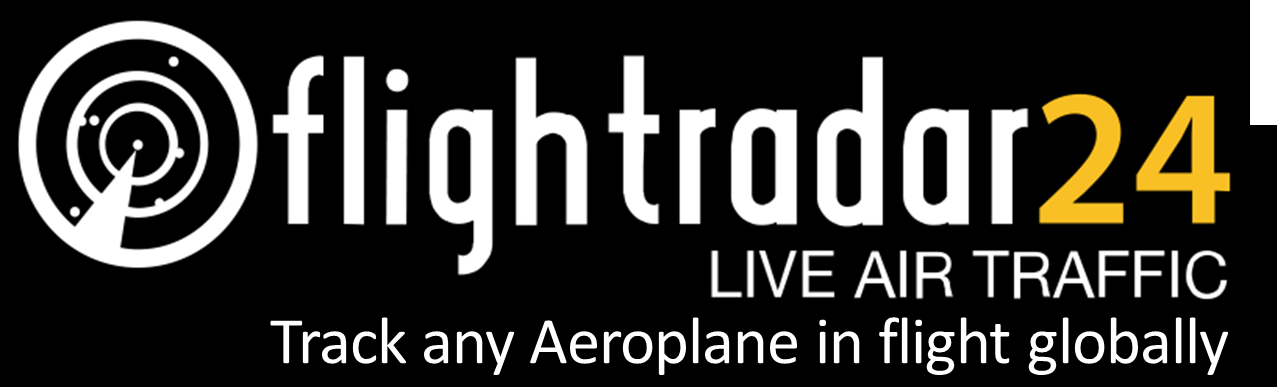 flightradar24
LIVE AIR TRAFFIC
Track any Aeroplane in flight globally